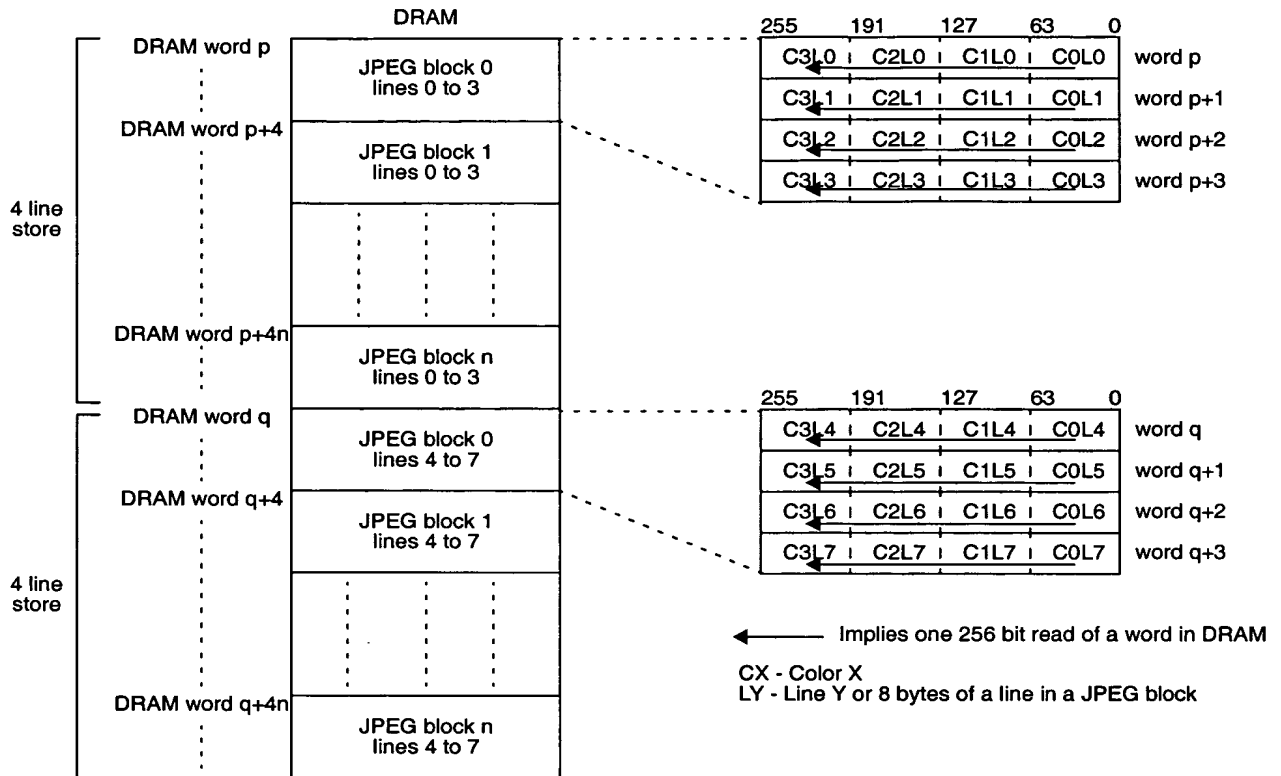 DRAM
DRAM word p
JPEG block 0
lines 0 to 3
DRAM word p+4
JPEG block 1
lines 0 to 3
4 line
store
DRAM word p+4n
JPEG block n
lines 0 to 3
DRAM word q
JPEG block 0
lines 4 to 7
DRAM word q+4
JPEG block 1
lines 4 to 7
4 line
store
DRAM word q+4n
JPEG block n
lines 4 to 7
255 191 127 63 0
C3L0 C2L0 C1L0 C0L0 word p
C3L1 C2L1 C1L1 C0L1 word p+1
C3L2 C2L2 C1L2 C0L2 word p+2
C3L3 C2L3 C1L3 C0L3 word p+3
255 191 127 63 0
C3L4 C2L4 C1L4 C0L4 word q
C3L5 C2L5 C1L5 C0L5 word q+1
C3L6 C2L6 C1L6 C0L6 word q+2
C3L7 C2L7 C1L7 C0L7 word q+3
Implies one 256 bit read of a word in DRAM
CX - Color X
LY - Line Y or 8 bytes of a line in a JPEG block